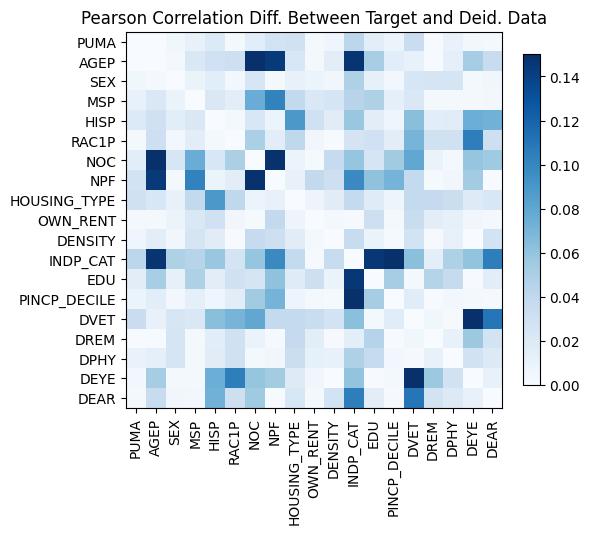 Pearson Correlation Diff. Between Target and Deid. Data
PUMA
AGEP
SEX
MSP
HISP
RAC1P
NOC
NPF
HOUSING_TYPE
OWN_RENT
DENSITY
INDP_CAT
EDU
PINCP_DECILE
DVET
DREM
DPHY
DEYE
DEAR
PUMA
AGEP
SEX
MSP
HISP
RAC1P
NOC
NPF
HOUSING_TYPE
OWN_RENT
DENSITY
INDP_CAT
EDU
PINCP_DECILE
DVET
DREM
DPHY
DEYE
DEAR
0.14
0.12
0.10
0.08
0.06
0.04
0.02
0.00